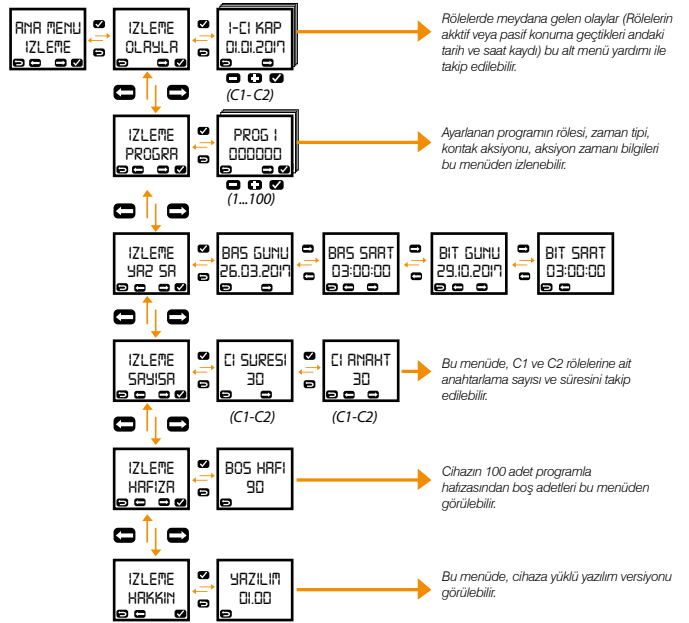 ANA MENU
IZLEME
IZLEME
OLAYLA
1-C1 KAP
01.01.2017
(C1- C2)
Rölelerde meydana gelen olaylar (Rölelerin
akktif veya pasif konuma geçtikleri andaki
tarih ve saat kaydı) bu alt menü yardımı ile
takip edilebilir.
IZLEME
PROGRA
PROG 1
000000
(1...100)
Ayarlanan programın rölesi, zaman tipi,
kontak aksiyonu, aksiyon zamanı bilgileri
bu menüden izlenebilir.
IZLEME
YAZ SA
BAS GUNU
26.03.2017
BAS SAAT
03:00:00
BIT GUNU
29.10.2017
BIT SAAT
03:00:00
IZLEME
SAYISA
C1 SURESI
30
(C1-C2)
C1 ANAHT
30
(C1-C2)
Bu menüde, C1 ve C2 rölelerine ait
anahtarlama sayısı ve süresini takip
edilebilir.
IZLEME
HAFIZA
BOS HAFI
90
Cihazın 100 adet programla
hafızasından boş adetleri bu menüden
görülebilir.
IZLEME
HAKKIN
YAZILIM
01.00
Bu menüde, cihaza yüklü yazılım versiyonu
görülebilir.